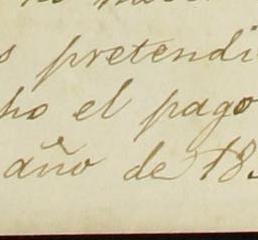 s pretendi
ho el pago
año de 18